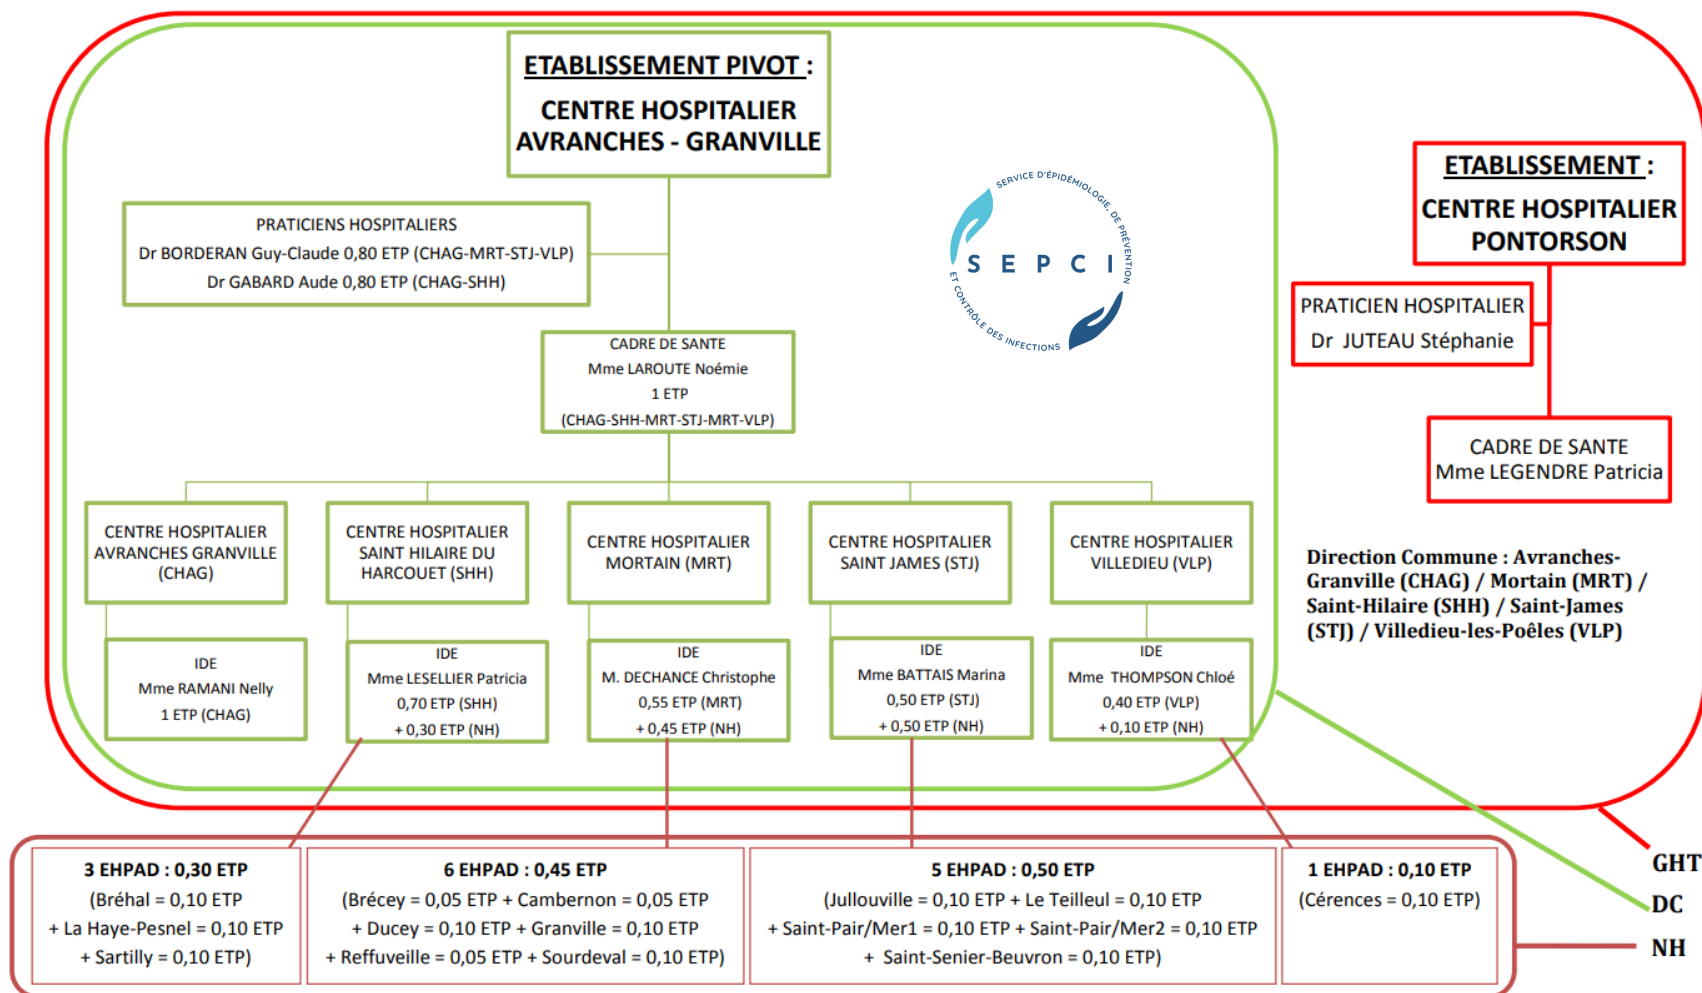 ETABLISSEMENT PIVOT :
CENTRE HOSPITALIER
AVRANCHES - GRANVILLE
PRATICIENS HOSPITALIERS
Dr BORDERAN Guy-Claude 0,80 ETP (CHAG-MRT-STJ-VLP)
Dr GABARD Aude 0,80 ETP (CHAG-SHH)
SERVICE D'ÉPIDÉMIOLOGIE, DE PRÉVENTION
ET CONTRÔLE DES INFECTIONS
SEPCI
ETABLISSEMENT :
CENTRE HOSPITALIER
PONTORSON
PRATICIEN HOSPITALIER
Dr JUTEAU Stéphanie
CADRE DE SANTE
Mme LEGENDRE Patricia
CADRE DE SANTE
Mme LAROUTE Noémie
1 ETP
(CHAG-SHH-MRT-STJ-MRT-VLP)
CENTRE HOSPITALIER
AVRANCHES GRANVILLE
(CHAG)
CENTRE HOSPITALIER
SAINT HILAIRE DU
HARCOUET (SHH)
CENTRE HOSPITALIER
MORTAIN (MRT)
CENTRE HOSPITALIER
SAINT JAMES (STJ)
CENTRE HOSPITALIER
VILLEDIEU (VLP)
Direction Commune : Avranches-
Granville (CHAG) / Mortain (MRT) /
Saint-Hilaire (SHH) / Saint-James
(STJ) / Villedieu-les-Poêles (VLP)
IDE
Mme RAMANI Nelly
1 ETP (CHAG)
IDE
Mme LESELLIER Patricia
0,70 ETP (SHH)
+ 0,30 ETP (NH)
IDE
M. DECHANCE Christophe
0,55 ETP (MRT)
+ 0,45 ETP (NH)
IDE
Mme BATTAIS Marina
0,50 ETP (STJ)
+ 0,50 ETP (NH)
IDE
Mme THOMPSON Chloé
0,40 ETP (VLP)
+ 0,10 ETP (NH)
3 EHPAD : 0,30 ETP
(Bréhal = 0,10 ETP
+ La Haye-Pesnel = 0,10 ETP
+ Sartilly = 0,10 ETP)
6 EHPAD : 0,45 ETP
(Brécey = 0,05 ETP + Cambernon = 0,05 ETP
+ Ducey = 0,10 ETP + Granville = 0,10 ETP
+ Reffuveille = 0,05 ETP + Sourdeval = 0,10 ETP)
5 EHPAD : 0,50 ETP
(Jullouville = 0,10 ETP + Le Teilleul = 0,10 ETP
+ Saint-Pair/Mer1 = 0,10 ETP + Saint-Pair/Mer2 = 0,10 ETP
+ Saint-Senier-Beuvron = 0,10 ETP)
1 EHPAD : 0,10 ETP
(Cérences = 0,10 ETP)
GHT
DC
NH